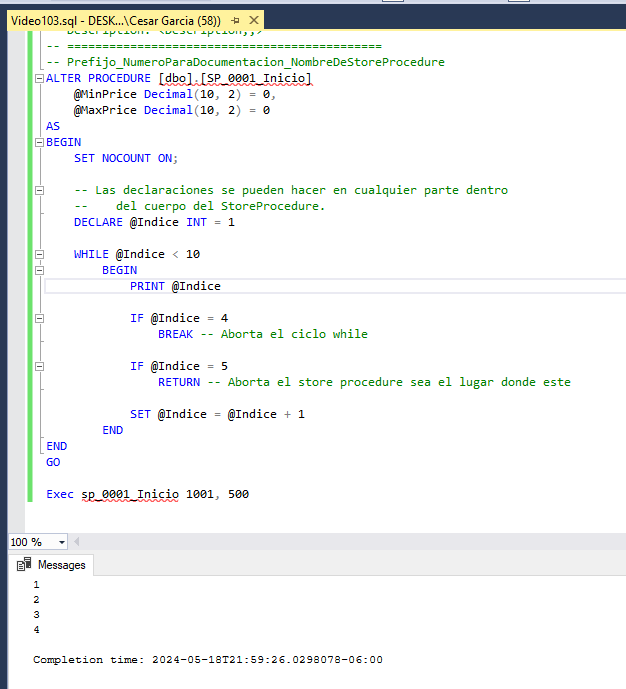 Video103.sql - DESK...\Cesar Garcia (58))
-- Description: <Description,,>
-- =============================================
-- Prefijo_NumeroParaDocumentacion_NombreDeStoreProcedure
ALTER PROCEDURE [dbo].[SP_0001_Inicio]
@MinPrice Decimal(10, 2) = 0,
@MaxPrice Decimal(10, 2) = 0
AS
BEGIN
SET NOCOUNT ON;
-- Las declaraciones se pueden hacer en cualquier parte dentro
-- del cuerpo del StoreProcedure.
DECLARE @Indice INT = 1
WHILE @Indice < 10
BEGIN
PRINT @Indice
IF @Indice = 4
BREAK -- Aborta el ciclo while
IF @Indice = 5
RETURN -- Aborta el store procedure sea el lugar donde este
SET @Indice = @Indice + 1
END
END
GO
Exec sp_0001_Inicio 1001, 500
100 %
Messages
1
2
3
4
Completion time: 2024-05-18T21:59:26.0298078-06:00